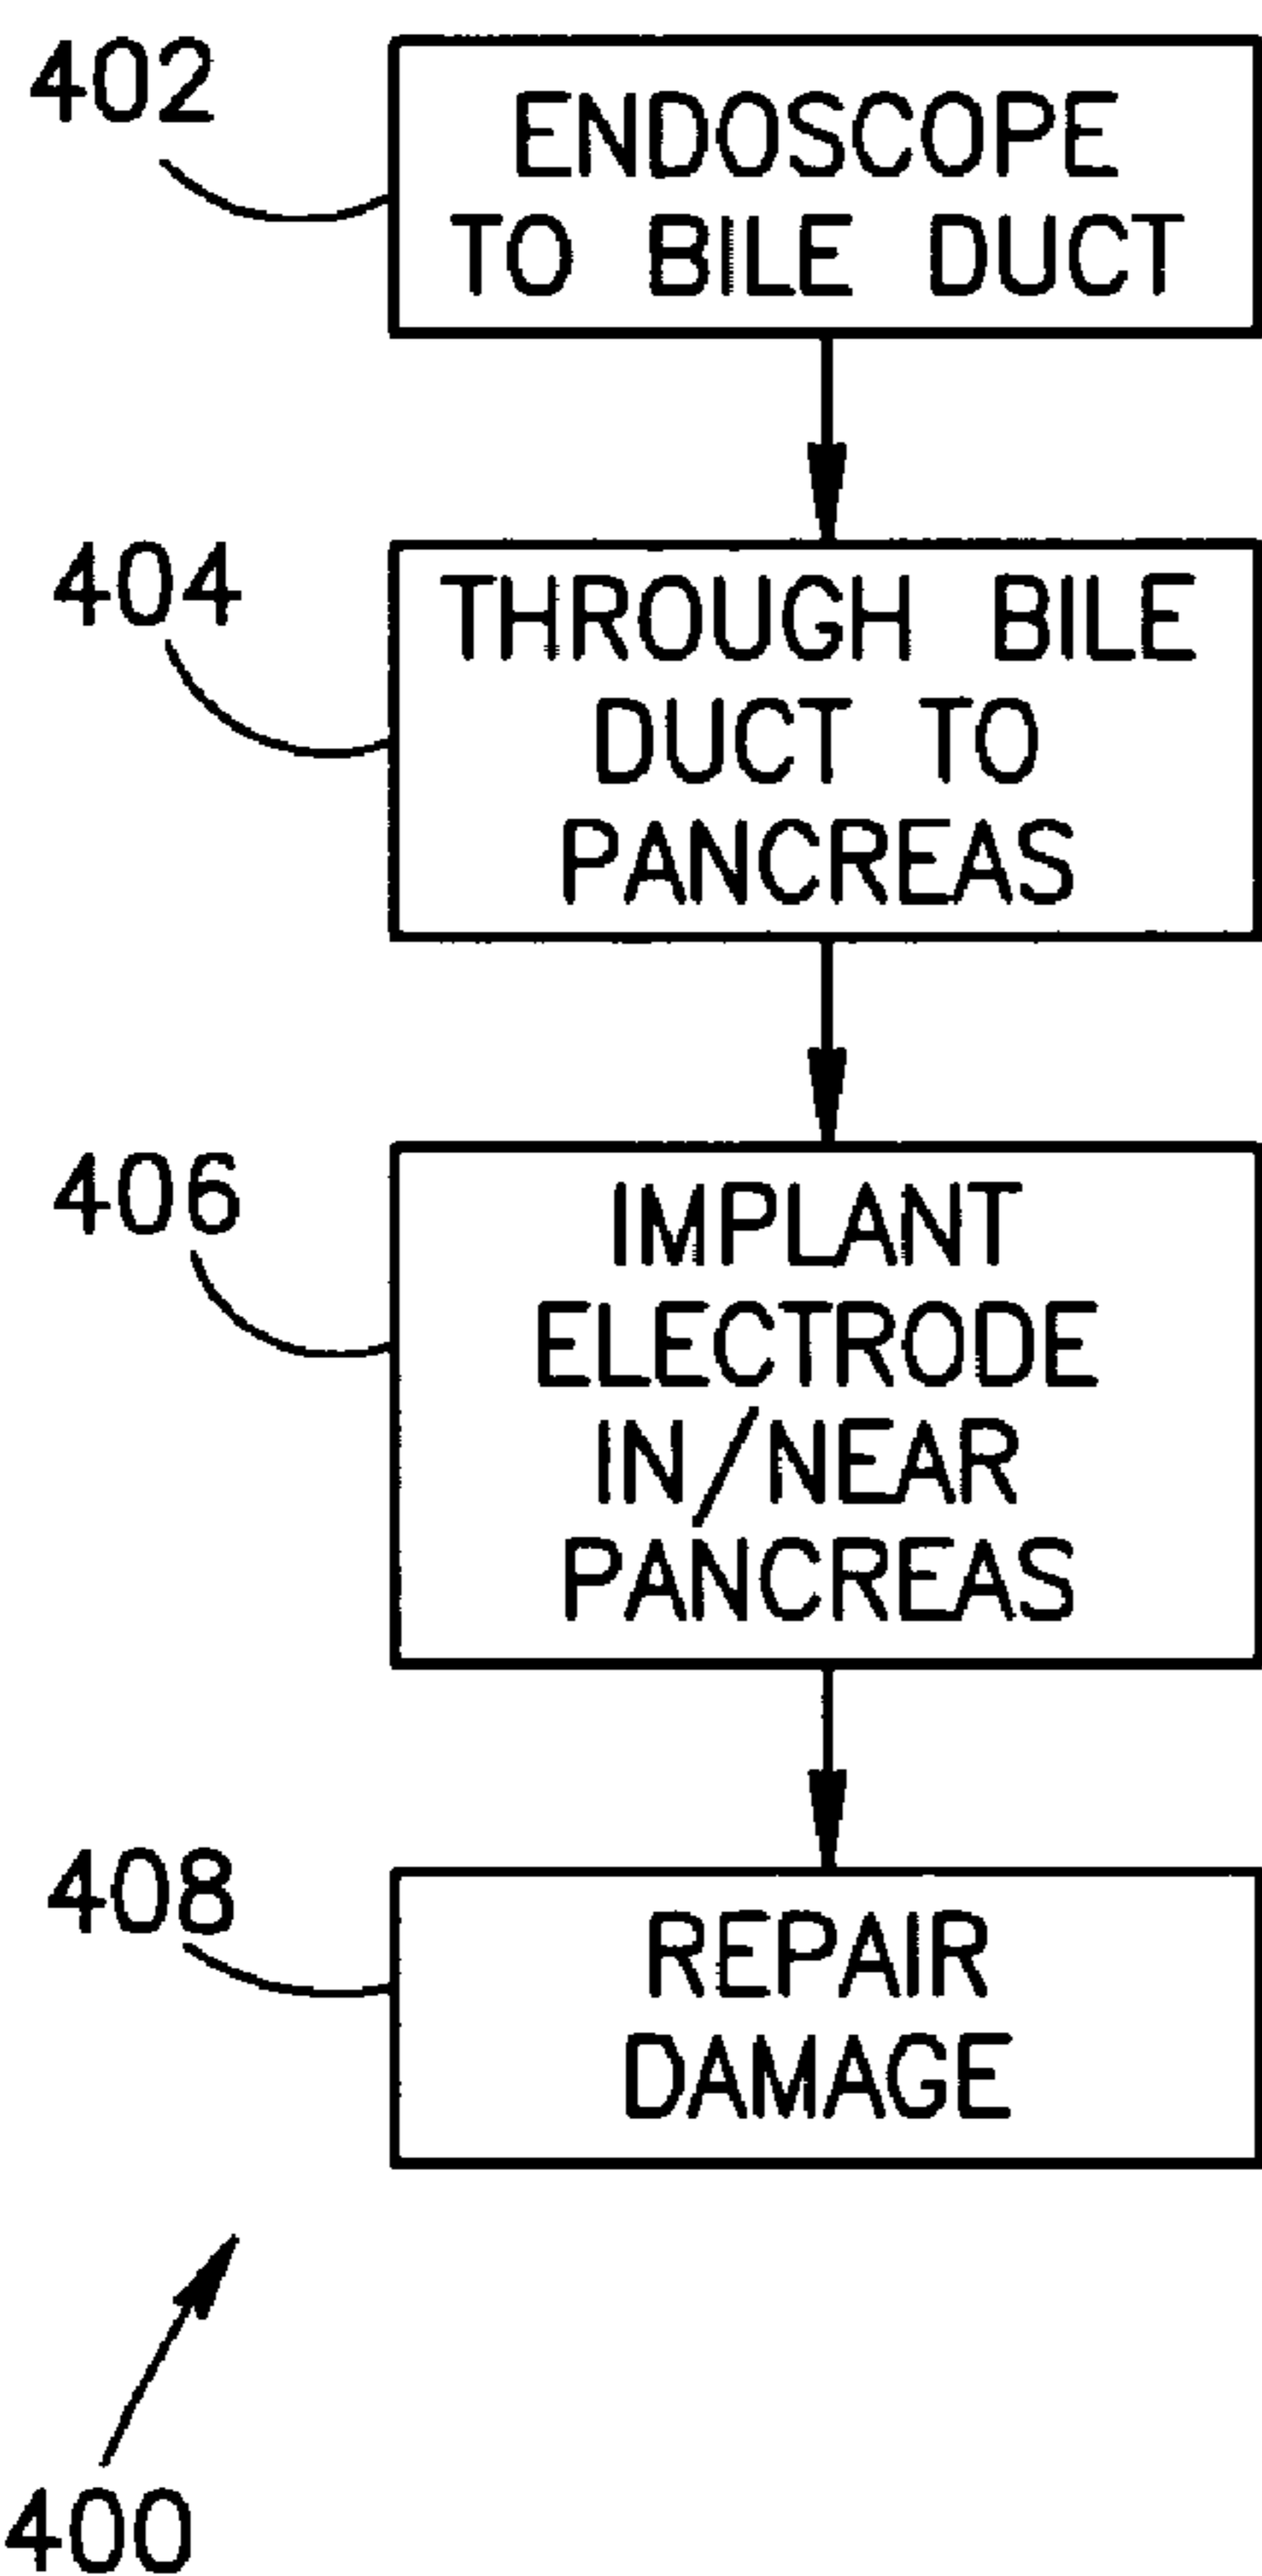 402
ENDOSCOPE
TO BILE DUCT
404
THROUGH BILE
DUCT TO
PANCREAS
406
IMPLANT
ELECTRODE
IN/NEAR
PANCREAS
408
REPAIR
DAMAGE
400